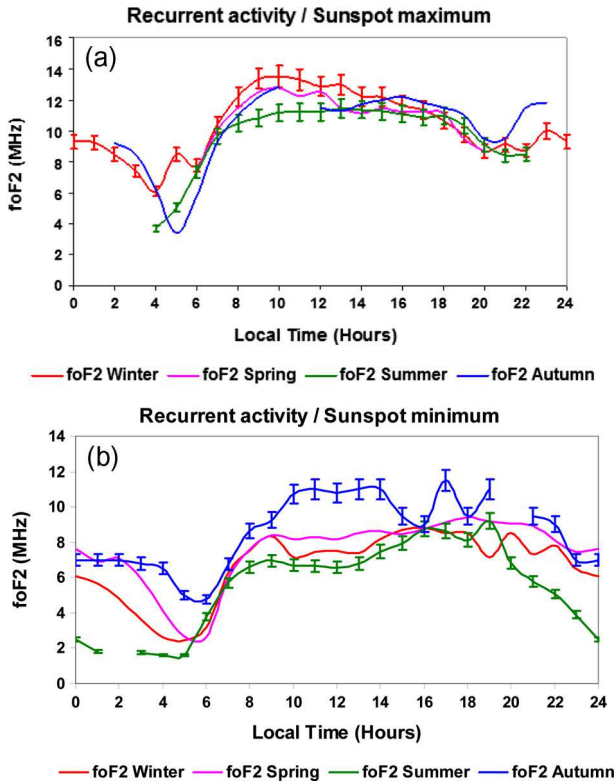 Recurrent activity / Sunspot maximum
(a)
foF2 (MHz)
16
14
12
10
8
6
4
2
0
0 2 4 6 8 10 12 14 16 18 20 22 24
Local Time (Hours)
foF2 Winter foF2 Spring foF2 Summer foF2 Autumn
Recurrent activity / Sunspot minimum
(b)
foF2 (MHz)
14
12
10
8
6
4
2
0
0 2 4 6 8 10 12 14 16 18 20 22 24
Local Time (Hours)
foF2 Winter foF2 Spring foF2 Summer foF2 Autumn